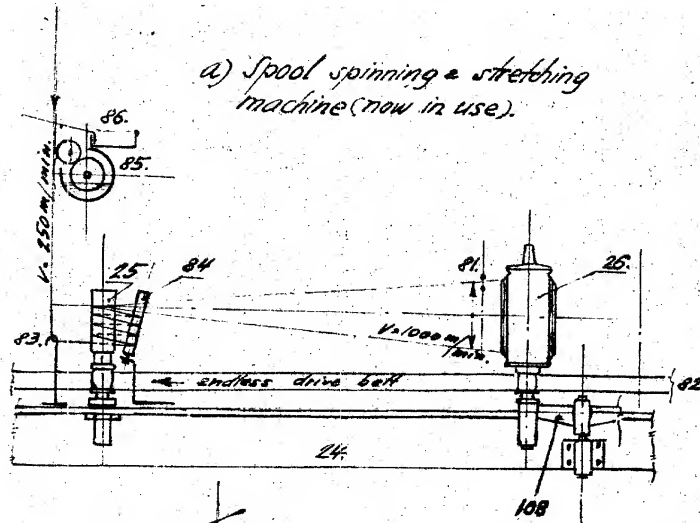 a) Spool spinning & stretching
machine (now in use).
86.
85.
V= 250 m/min.
25
84
81.
26.
V=1000 m/
min.
83.
endless drive belt
82
24.
108